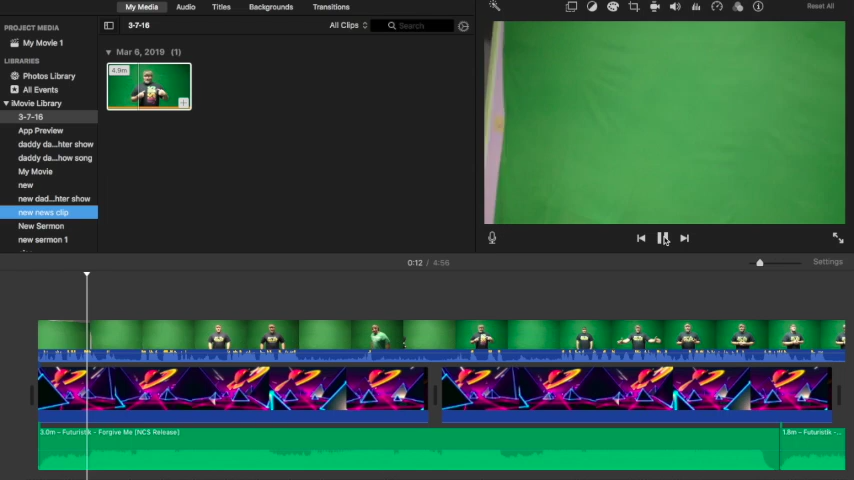 My Media Audio Titles Backgrounds Transitions
Reset All
PROJECT MEDIA
My Movie 1
LIBRARIES
Photos Library
All Events
iMovie Library
3-7-16
App Preview
daddy da...hter show
daddy da...how song
My Movie
new
new dad...hter show
new news clip
New Sermon
new sermon 1
3-7-16
All Clips
Search
Mar 6, 2019 (1)
4.9m
0:12 / 4:56
Settings
3.0m – Futuristik - Forgive Me [NCS Release]
1.8m – Futuristik -...